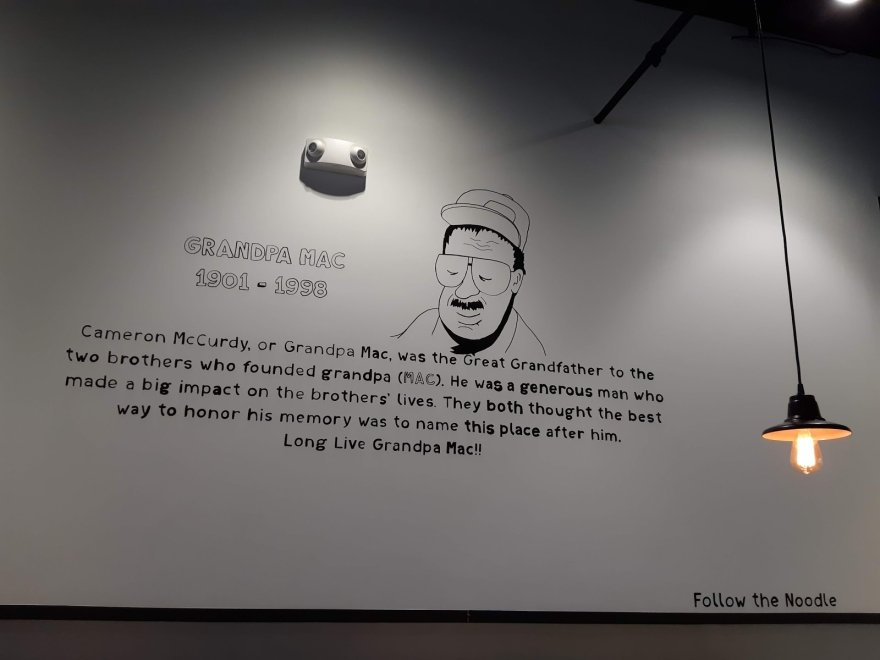 GRANDPA MAC
1901 - 1998
Cameron McCurdy, or Grandpa Mac, was the Great Grandfather to the
two brothers who founded grandpa (MAC). He was a generous man who
made a big impact on the brothers' lives. They both thought the best
way to honor his memory was to name this place after him.
Long Live Grandpa Mac!!
Follow the Noodle